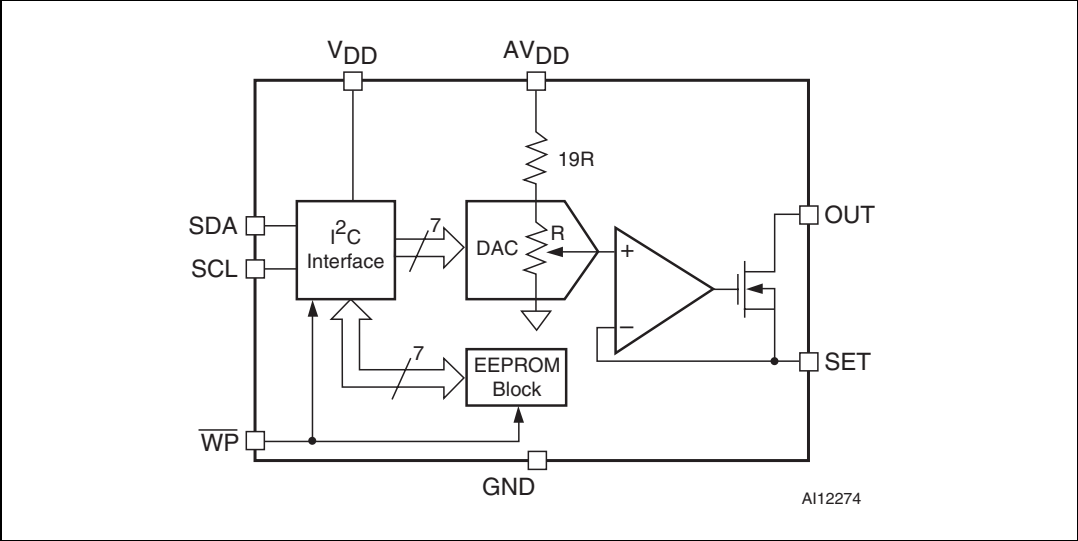 VDD
AVDD
19R
SDA
SCL
I2C
Interface
7
DAC
R
+
−
OUT
SET
7
EEPROM
Block
WP
GND
AI12274